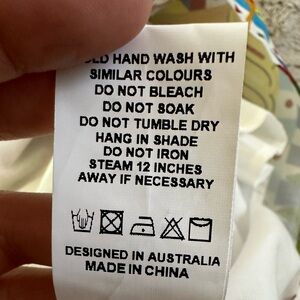 HAND WASH WITH
SIMILAR COLOURS
DO NOT BLEACH
DO NOT SOAK
DO NOT TUMBLE DRY
HANG IN SHADE
DO NOT IRON
STEAM 12 INCHES
AWAY IF NECESSARY
DESIGNED IN AUSTRALIA
MADE IN CHINA